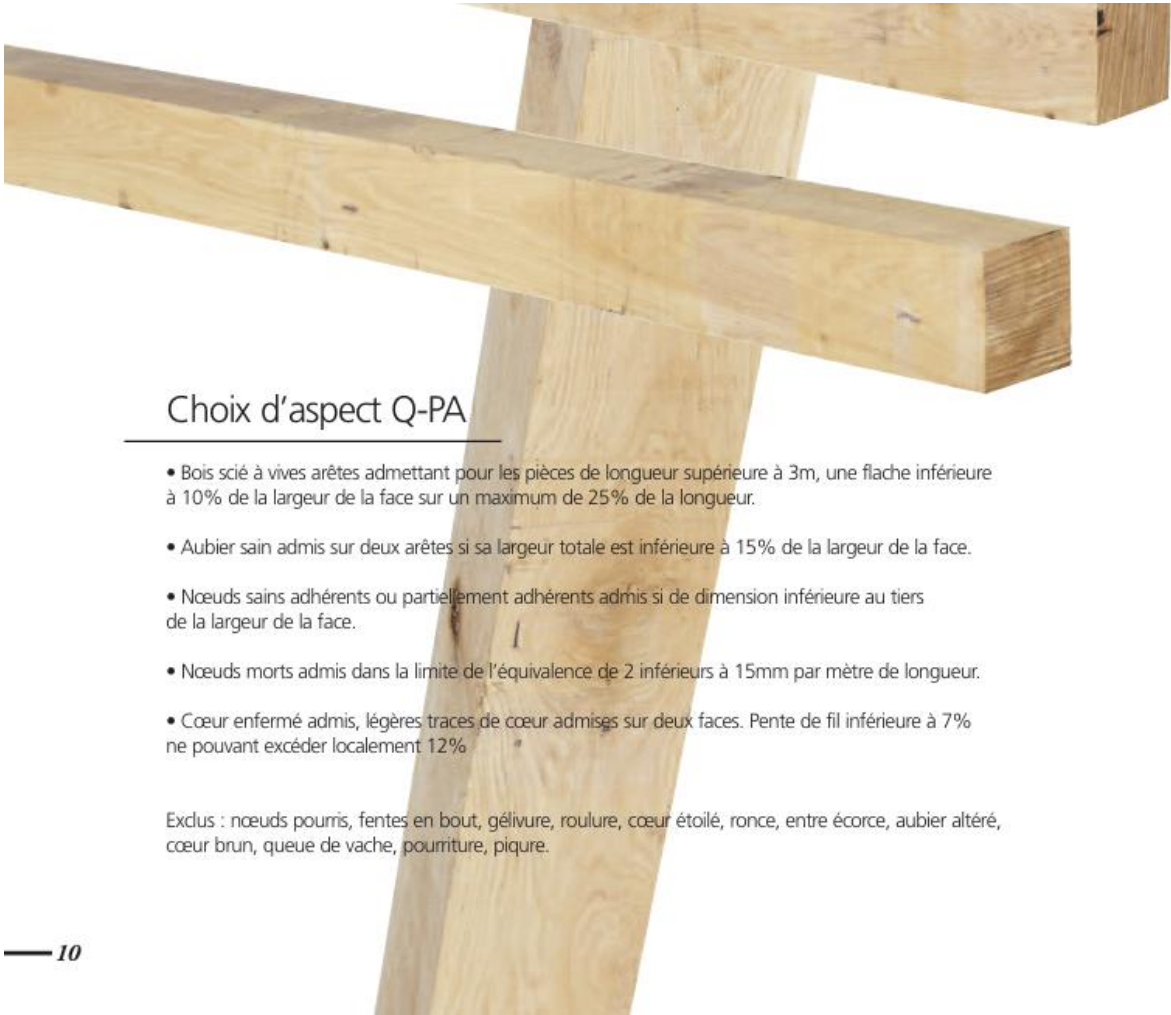 Choix d'aspect Q-PA
• Bois scié à vives arêtes admettant pour les pièces de longueur supérieure à 3m, une flache inférieure
à 10% de la largeur de la face sur un maximum de 25% de la longueur.
• Aubier sain admis sur deux arêtes si sa largeur totale est inférieure à 15% de la largeur de la face.
• Nœuds sains adhérents ou partiellement adhérents admis si de dimension inférieure au tiers
de la largeur de la face.
• Nœuds morts admis dans la limite de l'équivalence de 2 inférieurs à 15mm par mètre de longueur.
• Cœur enfermé admis, légères traces de cœur admises sur deux faces. Pente de fil inférieure à 7%
ne pouvant excéder localement 12%
Exclus : nœuds pourris, fentes en bout, gélivure, roulure, cœur étoilé, ronce, entre écorce, aubier altéré,
cœur brun, queue de vache, pourriture, piqure.
10